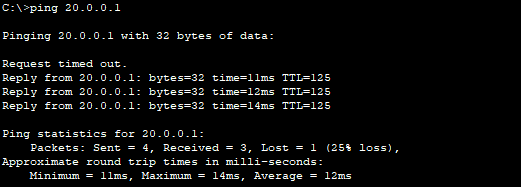 C:\>ping 20.0.0.1
Pinging 20.0.0.1 with 32 bytes of data:
Request timed out.
Reply from 20.0.0.1: bytes=32 time=11ms TTL=125
Reply from 20.0.0.1: bytes=32 time=12ms TTL=125
Reply from 20.0.0.1: bytes=32 time=14ms TTL=125
Ping statistics for 20.0.0.1:
Packets: Sent = 4, Received = 3, Lost = 1 (25% loss),
Approximate round trip times in milli-seconds:
Minimum = 11ms, Maximum = 14ms, Average = 12ms